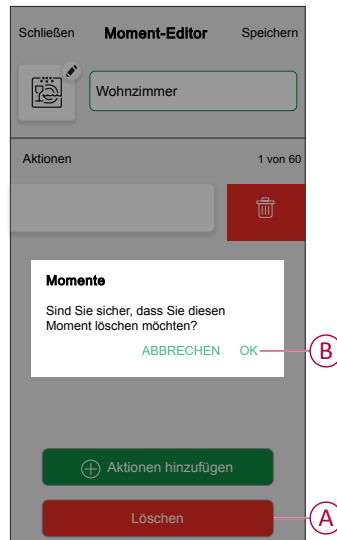 Schließen Moment-Editor Speichern
Wohnzimmer
Aktionen 1 von 60
Momente
Sind Sie sicher, dass Sie diesen
Moment löschen möchten?
ABBRECHEN OK
B
Aktionen hinzufügen
Löschen
A